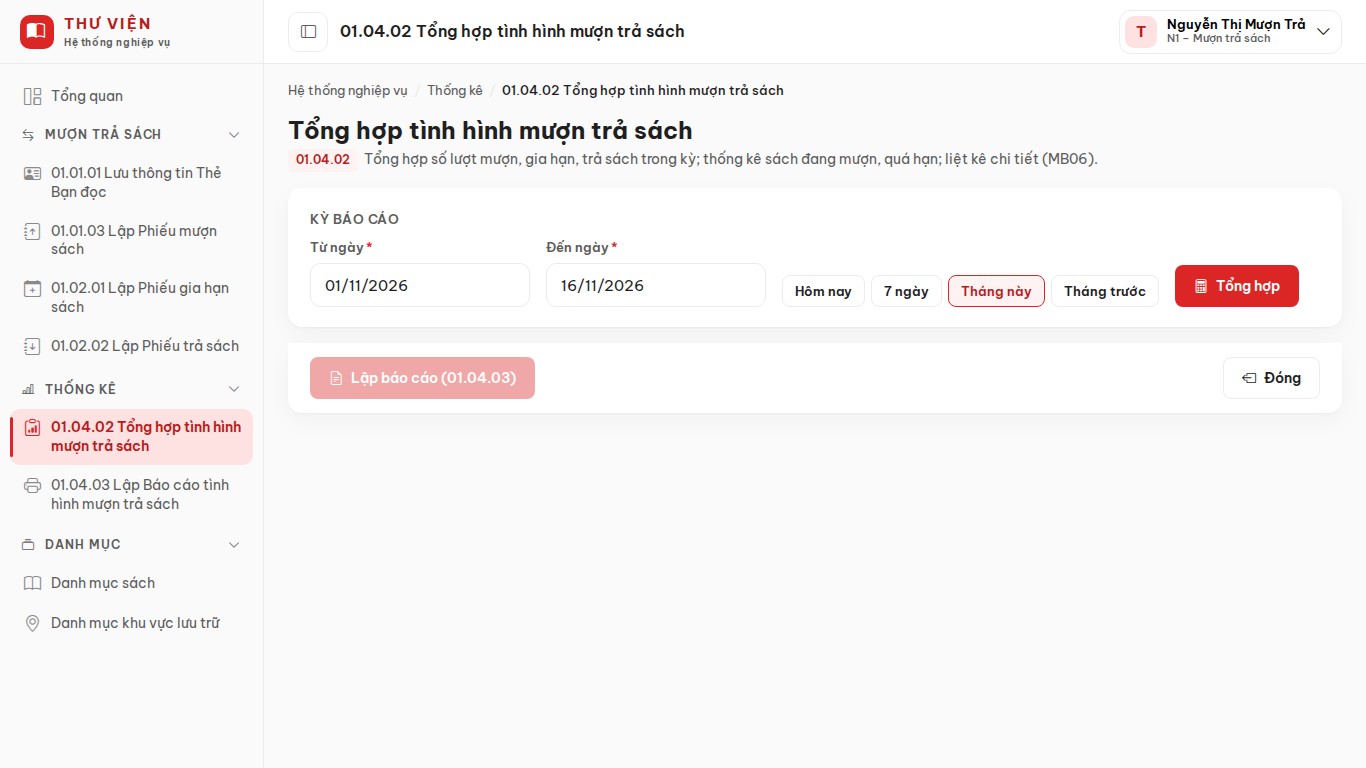 THƯ VIỆN
Hệ thống nghiệp vụ
01.04.02 Tổng hợp tình hình mượn trả sách
T
Nguyễn Thị Mượn Trả
N1 – Mượn trả sách
Tổng quan
MƯỢN TRẢ SÁCH
01.01.01 Lưu thông tin Thẻ
Bạn đọc
01.01.03 Lập Phiếu mượn
sách
01.02.01 Lập Phiếu gia hạn
sách
01.02.02 Lập Phiếu trả sách
THỐNG KÊ
01.04.02 Tổng hợp tình hình
mượn trả sách
01.04.03 Lập Báo cáo tình
hình mượn trả sách
DANH MỤC
Danh mục sách
Danh mục khu vực lưu trữ
Hệ thống nghiệp vụ / Thống kê / 01.04.02 Tổng hợp tình hình mượn trả sách
Tổng hợp tình hình mượn trả sách
01.04.02 Tổng hợp số lượt mượn, gia hạn, trả sách trong kỳ; thống kê sách đang mượn, quá hạn; liệt kê chi tiết (MB06).
KỲ BÁO CÁO
Từ ngày *
Đến ngày *
01/11/2026
16/11/2026
Hôm nay
7 ngày
Tháng này
Tháng trước
Tổng hợp
Lập báo cáo (01.04.03)
Đóng